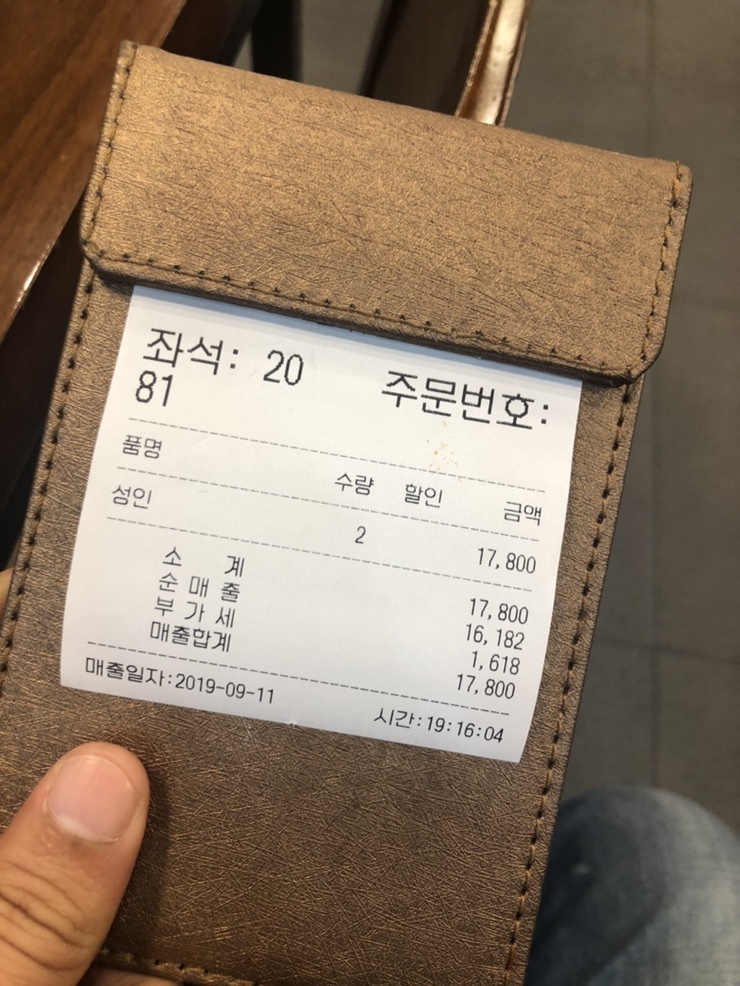 좌석: 20 주문번호:
81
품명
수량 할인 금액
성인
2 17,800
소 계 17,800
순 매 출 16,182
부 가 세 1,618
매출합계 17,800
매출일자:2019-09-11 시간:19:16:04